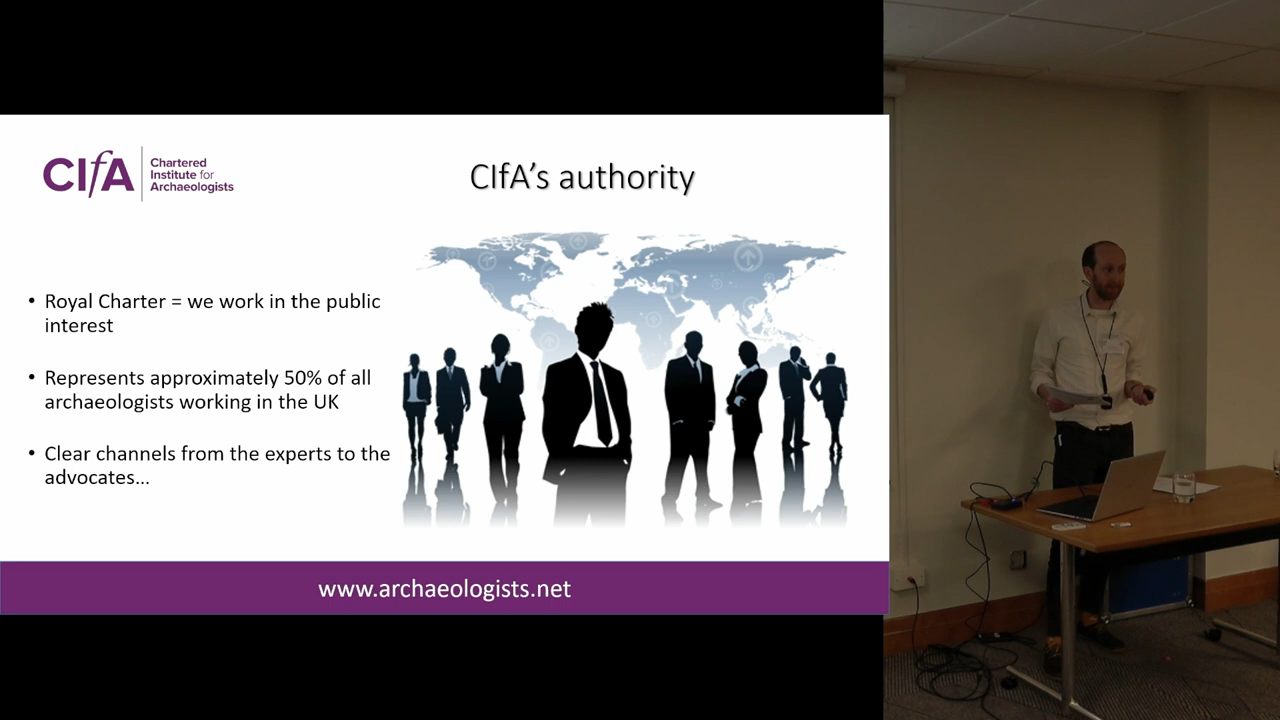 CIfA
Chartered
Institute for
Archaeologists
CIfA's authority
• Royal Charter = we work in the public
interest
• Represents approximately 50% of all
archaeologists working in the UK
• Clear channels from the experts to the
advocates...
www.archaeologists.net